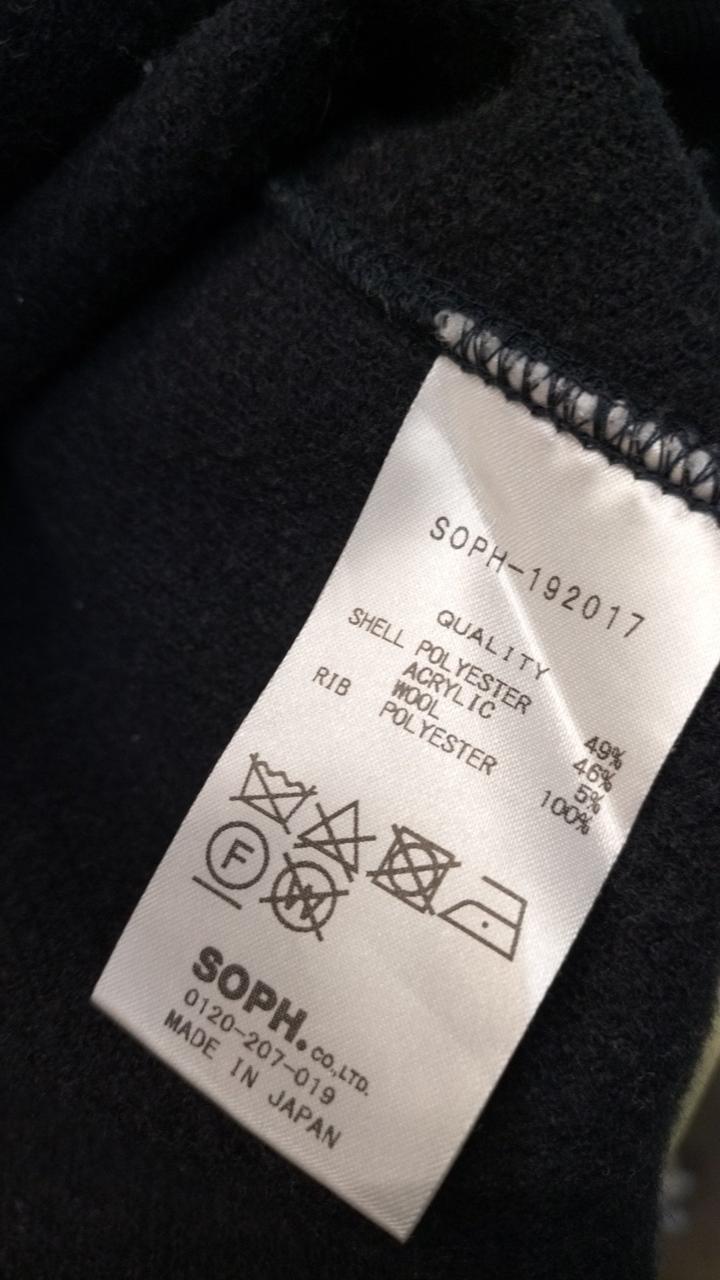 SOPH-192017
QUALITY
SHELL POLYESTER 49%
ACRYLIC 46%
WOOL 5%
RIB POLYESTER 100%
F
W
SOPH. CO.,LTD.
0120-207-019
MADE IN JAPAN